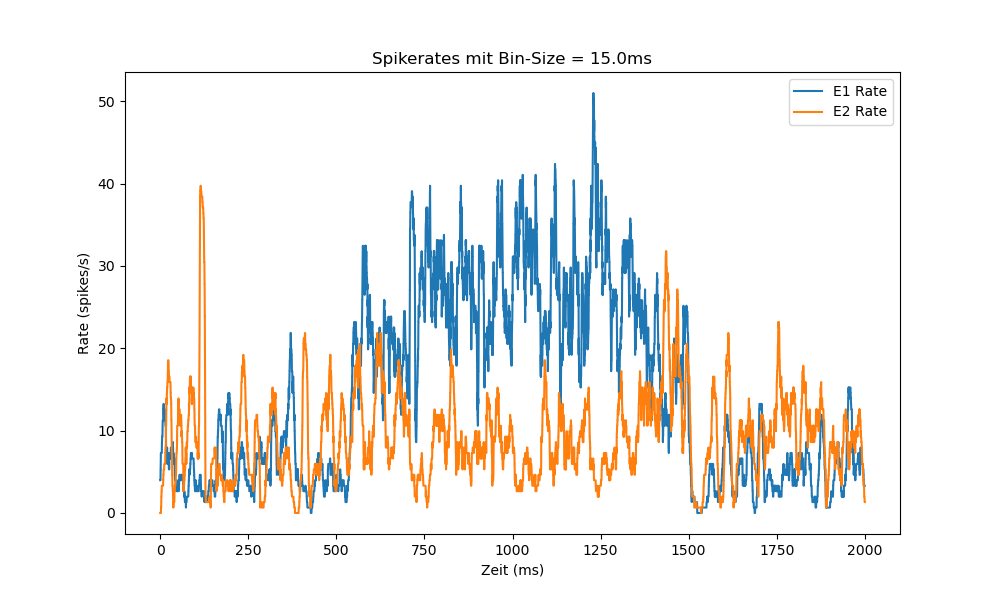 Spikerates mit Bin-Size = 15.0ms
E1 Rate
E2 Rate
50
40
30
20
10
0
Rate (spikes/s)
0 250 500 750 1000 1250 1500 1750 2000
Zeit (ms)